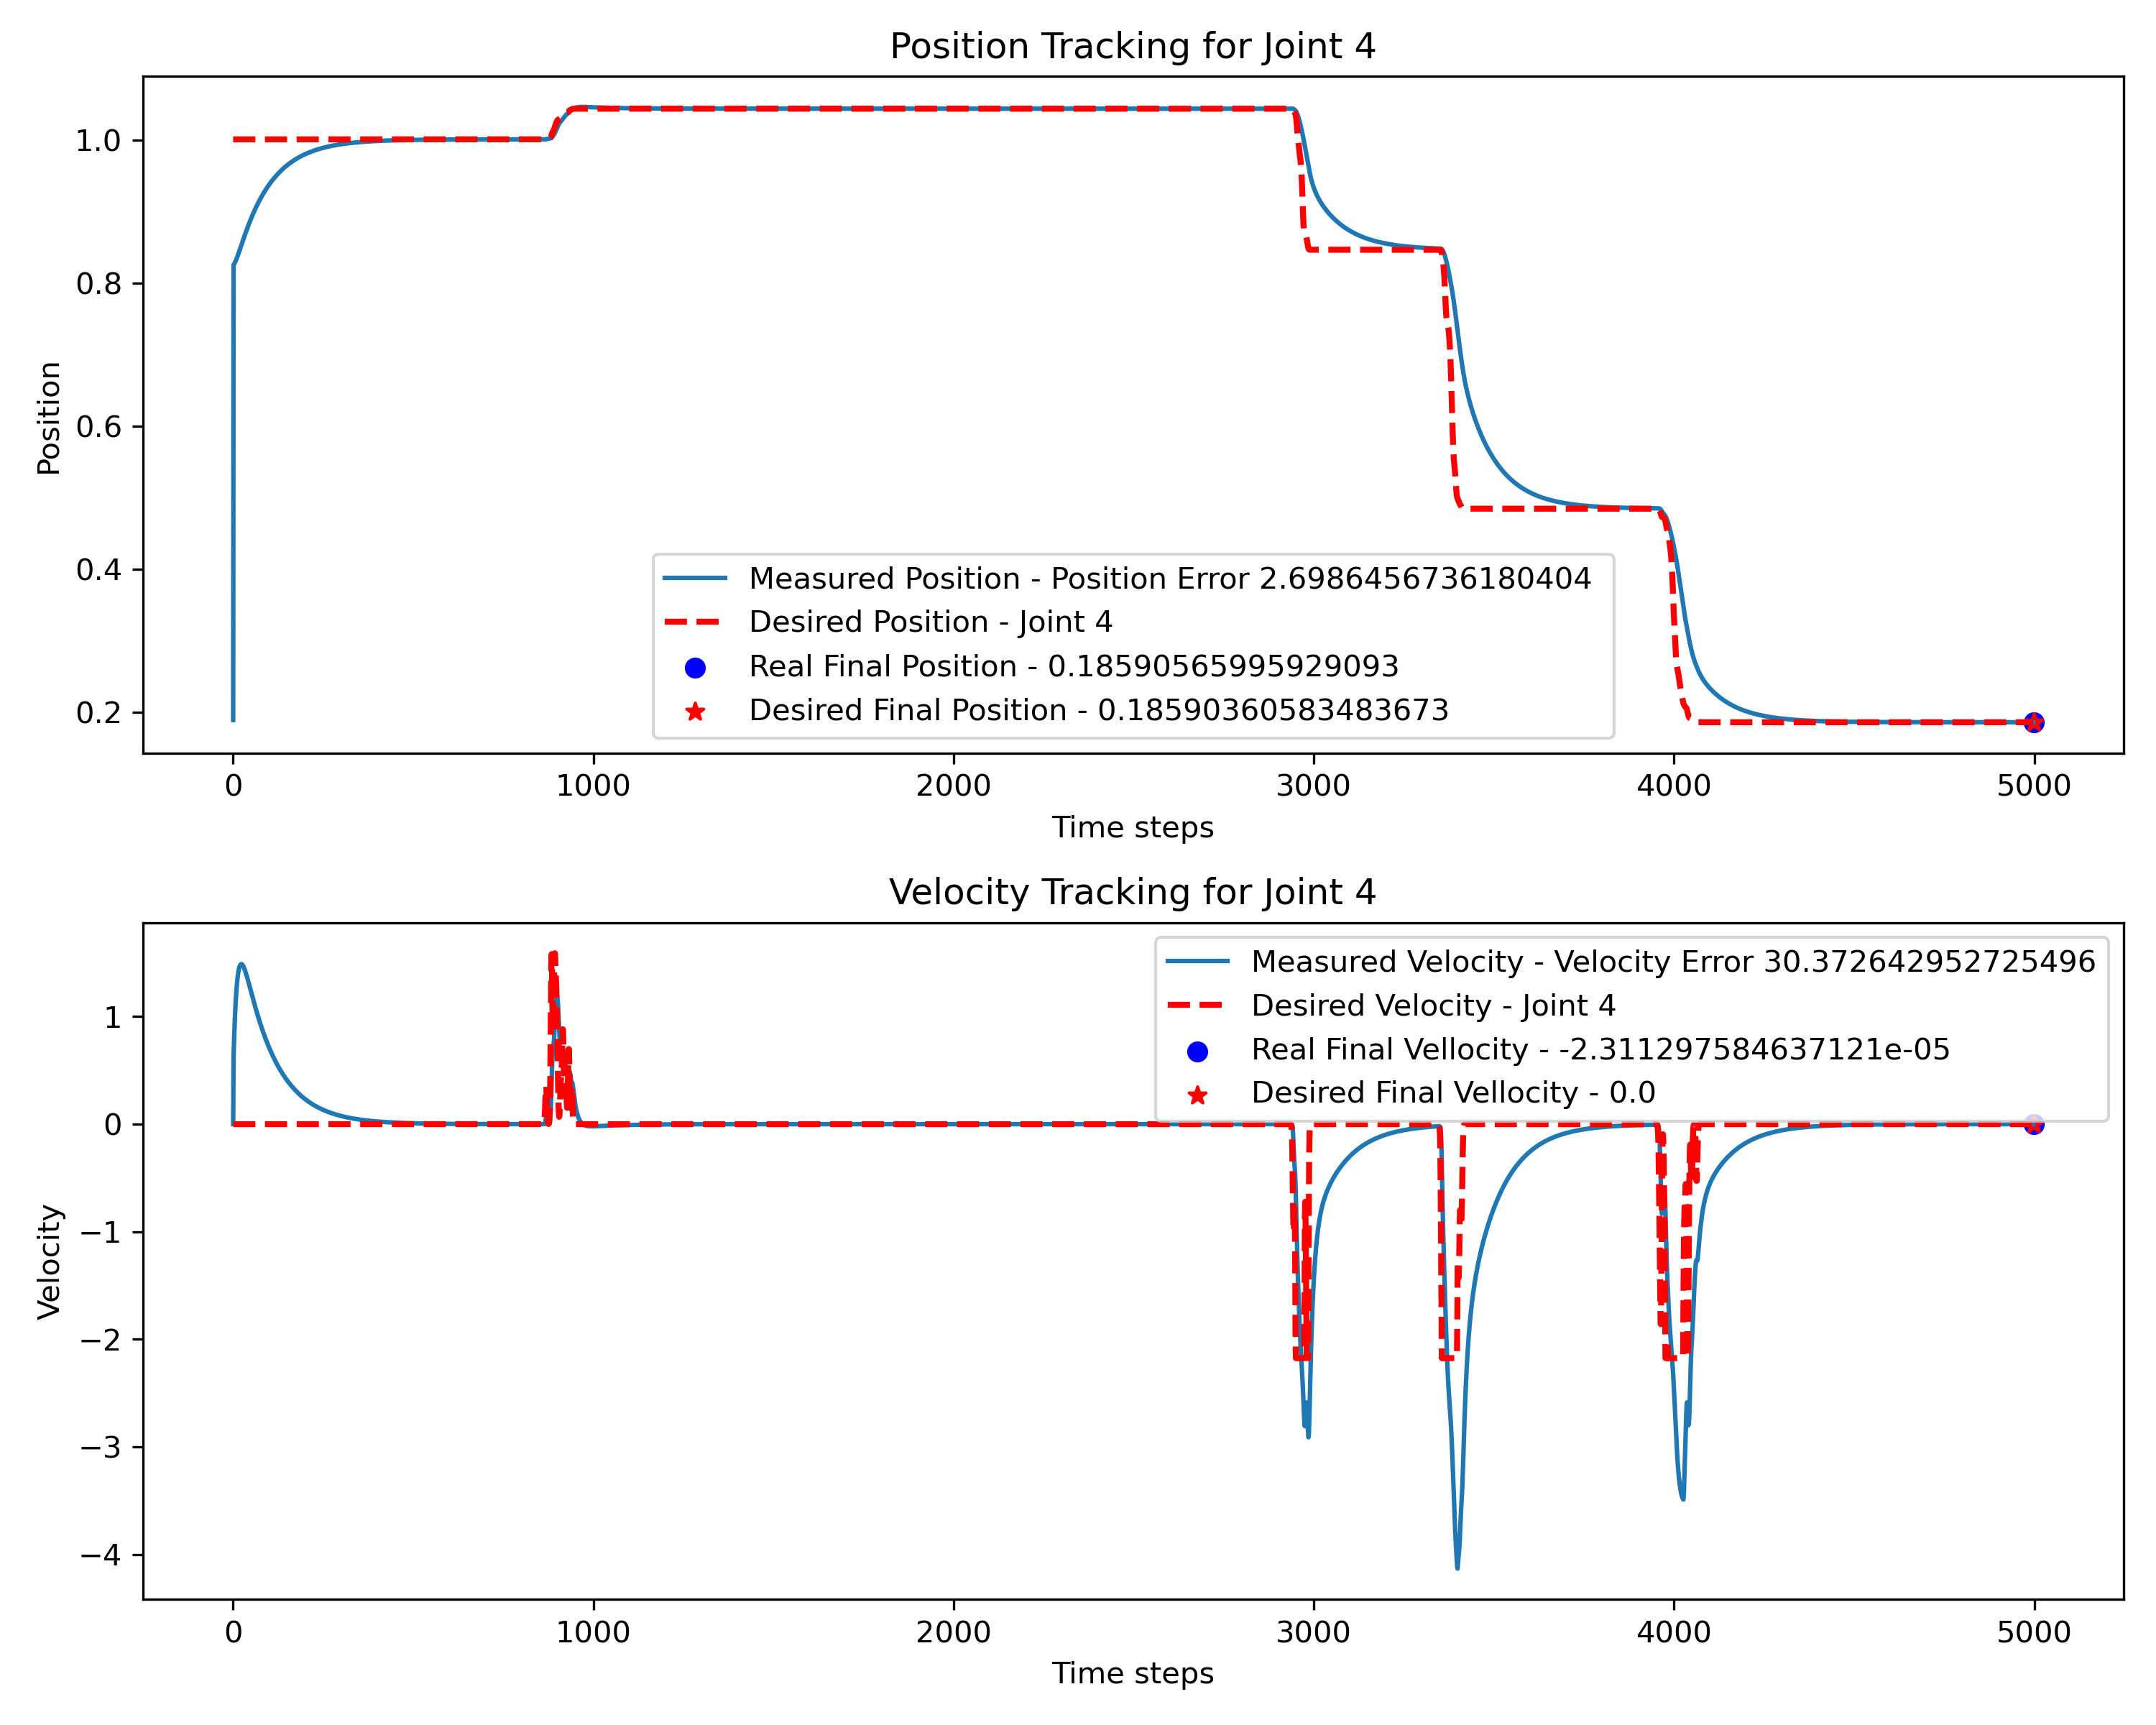 Position Tracking for Joint 4
1.0
0.8
0.6
0.4
0.2
Position
Measured Position - Position Error 2.6986456736180404
Desired Position - Joint 4
Real Final Position - 0.18590565995929093
Desired Final Position - 0.18590360583483673
0 1000 2000 3000 4000 5000
Time steps
Velocity Tracking for Joint 4
1
0
−1
−2
−3
−4
Velocity
Measured Velocity - Velocity Error 30.372642952725496
Desired Velocity - Joint 4
Real Final Vellocity - -2.311297584637121e-05
Desired Final Vellocity - 0.0
0 1000 2000 3000 4000 5000
Time steps